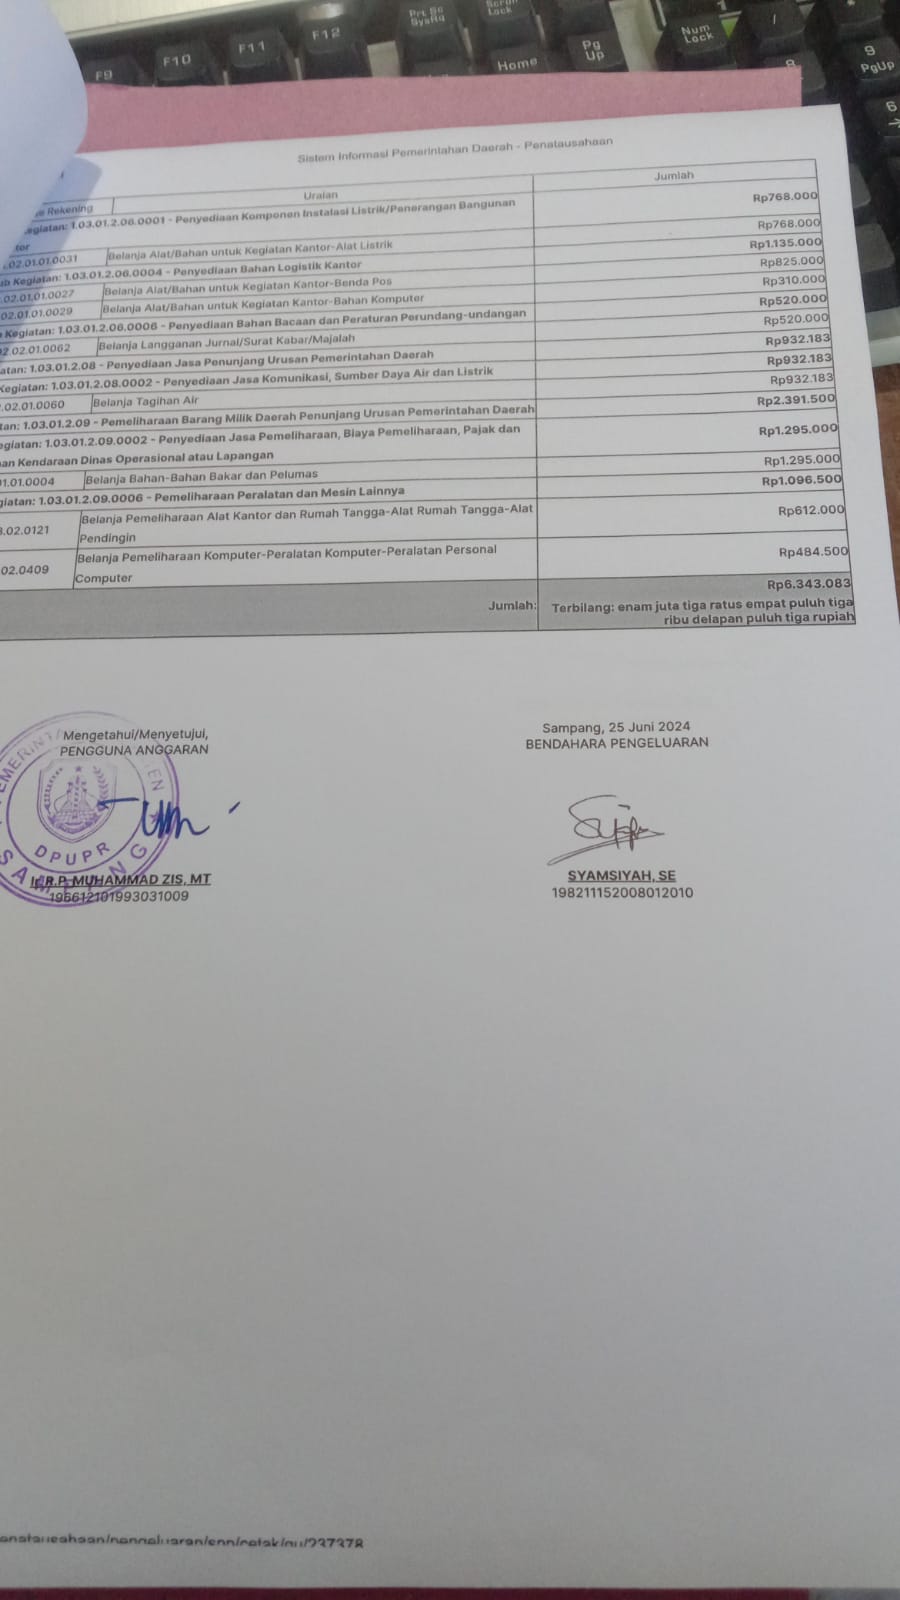 F9 F10 F11 F12 Prt Sc SysRq Scroll Lock Home Pg Up Num Lock 1 / * 9 PgUp 8 6
Sistem Informasi Pemerintahan Daerah - Penatausahaan
Rekening Uraian Jumlah
egiatan: 1.03.01.2.06.0001 - Penyediaan Komponen Instalasi Listrik/Penerangan Bangunan Rp768.000
tor
.02.01.01.0031 Belanja Alat/Bahan untuk Kegiatan Kantor-Alat Listrik Rp768.000
ub Kegiatan: 1.03.01.2.06.0004 - Penyediaan Bahan Logistik Kantor Rp1.135.000
.02.01.01.0027 Belanja Alat/Bahan untuk Kegiatan Kantor-Benda Pos Rp825.000
02.01.01.0029 Belanja Alat/Bahan untuk Kegiatan Kantor-Bahan Komputer Rp310.000
Kegiatan: 1.03.01.2.06.0006 - Penyediaan Bahan Bacaan dan Peraturan Perundang-undangan Rp520.000
02.02.01.0062 Belanja Langganan Jurnal/Surat Kabar/Majalah Rp520.000
atan: 1.03.01.2.08 - Penyediaan Jasa Penunjang Urusan Pemerintahan Daerah Rp932.183
Kegiatan: 1.03.01.2.08.0002 - Penyediaan Jasa Komunikasi, Sumber Daya Air dan Listrik Rp932.183
.02.01.0060 Belanja Tagihan Air Rp932.183
tan: 1.03.01.2.09 - Pemeliharaan Barang Milik Daerah Penunjang Urusan Pemerintahan Daerah Rp2.391.500
egiatan: 1.03.01.2.09.0002 - Penyediaan Jasa Pemeliharaan, Biaya Pemeliharaan, Pajak dan Rp1.295.000
an Kendaraan Dinas Operasional atau Lapangan
01.01.0004 Belanja Bahan-Bahan Bakar dan Pelumas Rp1.295.000
giatan: 1.03.01.2.09.0006 - Pemeliharaan Peralatan dan Mesin Lainnya Rp1.096.500
.02.0121 Belanja Pemeliharaan Alat Kantor dan Rumah Tangga-Alat Rumah Tangga-Alat Rp612.000
Pendingin
02.0409 Belanja Pemeliharaan Komputer-Peralatan Komputer-Peralatan Personal Rp484.500
Computer
Rp6.343.083
Jumlah: Terbilang: enam juta tiga ratus empat puluh tiga
ribu delapan puluh tiga rupiah
Mengetahui/Menyetujui,
PENGGUNA ANGGARAN
Sampang, 25 Juni 2024
BENDAHARA PENGELUARAN
DPUPR
SAMPANG
Ir. R.P. MUHAMMAD ZIS, MT
196612101993031009
SYAMSIYAH, SE
198211152008012010